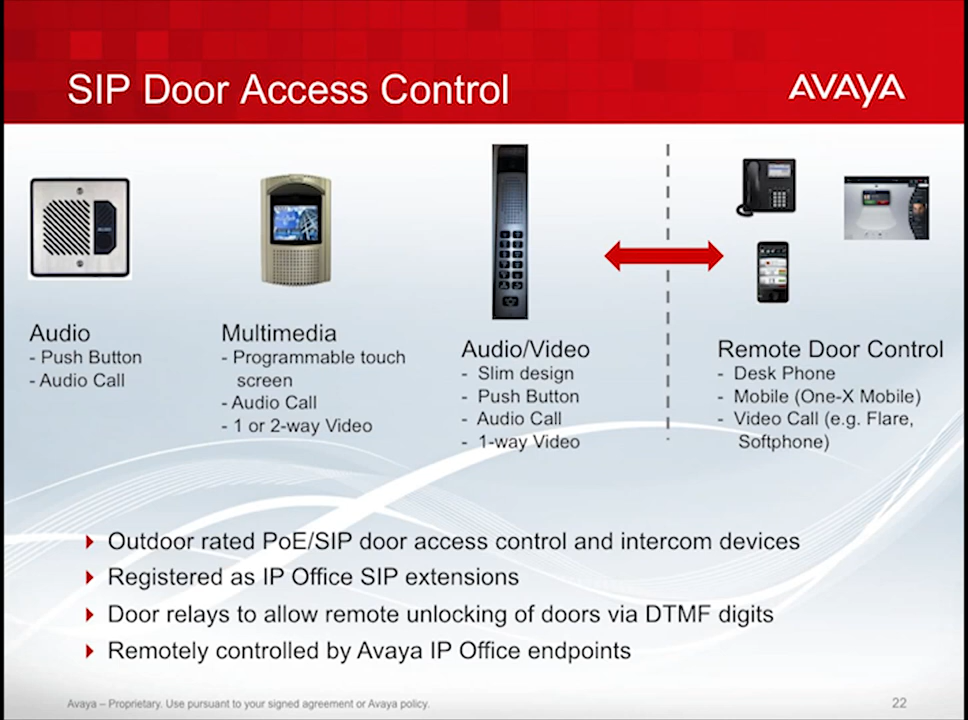 SIP Door Access Control
AVAYA
Audio
- Push Button
- Audio Call
Multimedia
- Programmable touch
screen
- Audio Call
- 1 or 2-way Video
Audio/Video
- Slim design
- Push Button
- Audio Call
- 1-way Video
Remote Door Control
- Desk Phone
- Mobile (One-X Mobile)
- Video Call (e.g. Flare,
Softphone)
Outdoor rated PoE/SIP door access control and intercom devices
Registered as IP Office SIP extensions
Door relays to allow remote unlocking of doors via DTMF digits
Remotely controlled by Avaya IP Office endpoints
Avaya – Proprietary. Use pursuant to your signed agreement or Avaya policy.
22